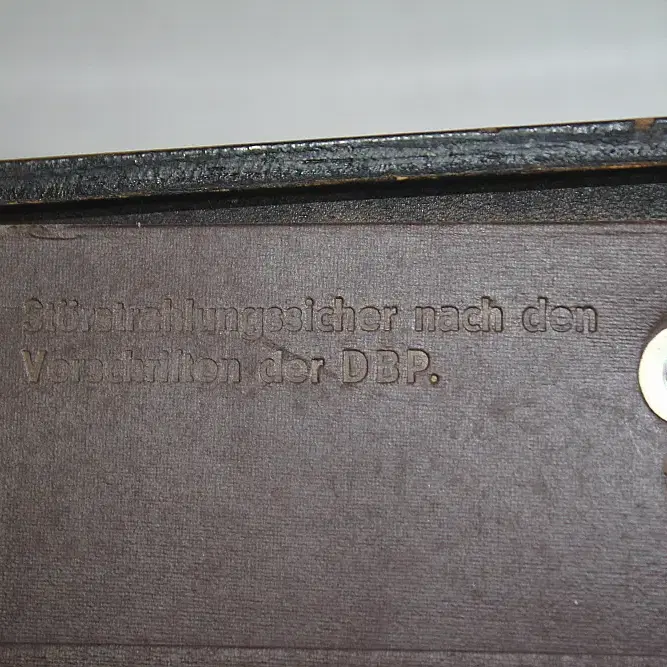 Störstrahlungssicher nach den
Vorschriften der DBP.